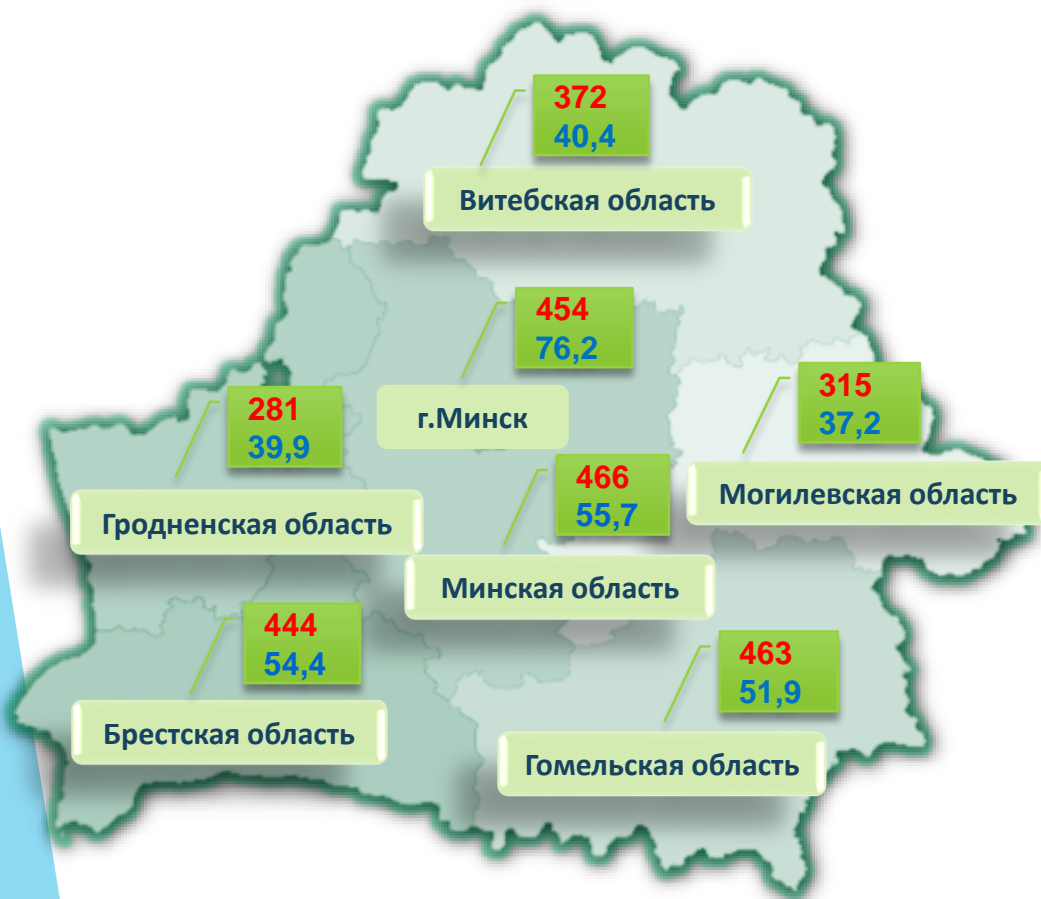 372
40,4
Витебская область
454
76,2
г.Минск
315
37,2
Могилевская область
281
39,9
Гродненская область
466
55,7
Минская область
444
54,4
Брестская область
463
51,9
Гомельская область